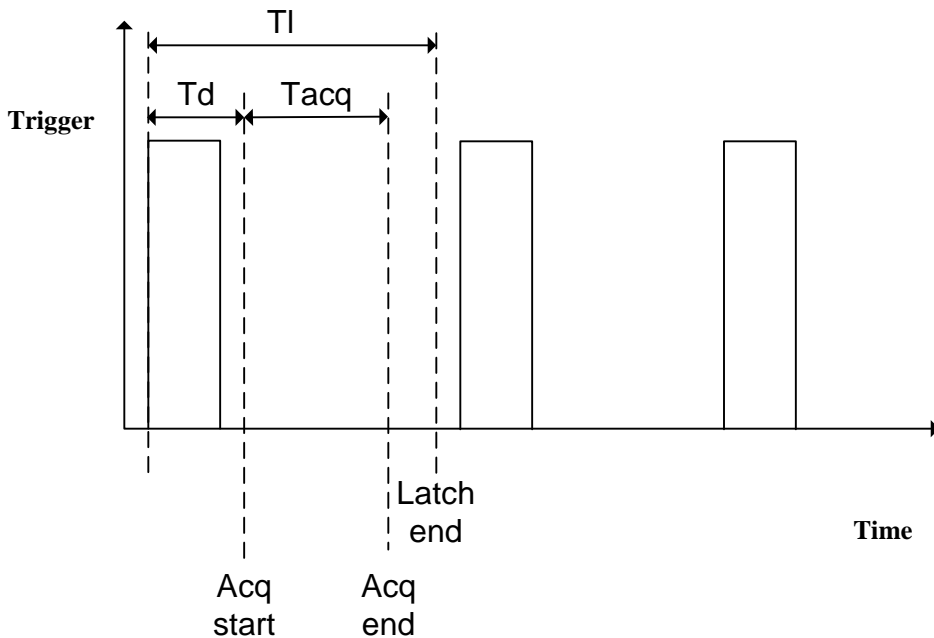 Tl
Td
Tacq
Trigger
Latch
end
Time
Acq
start
Acq
end